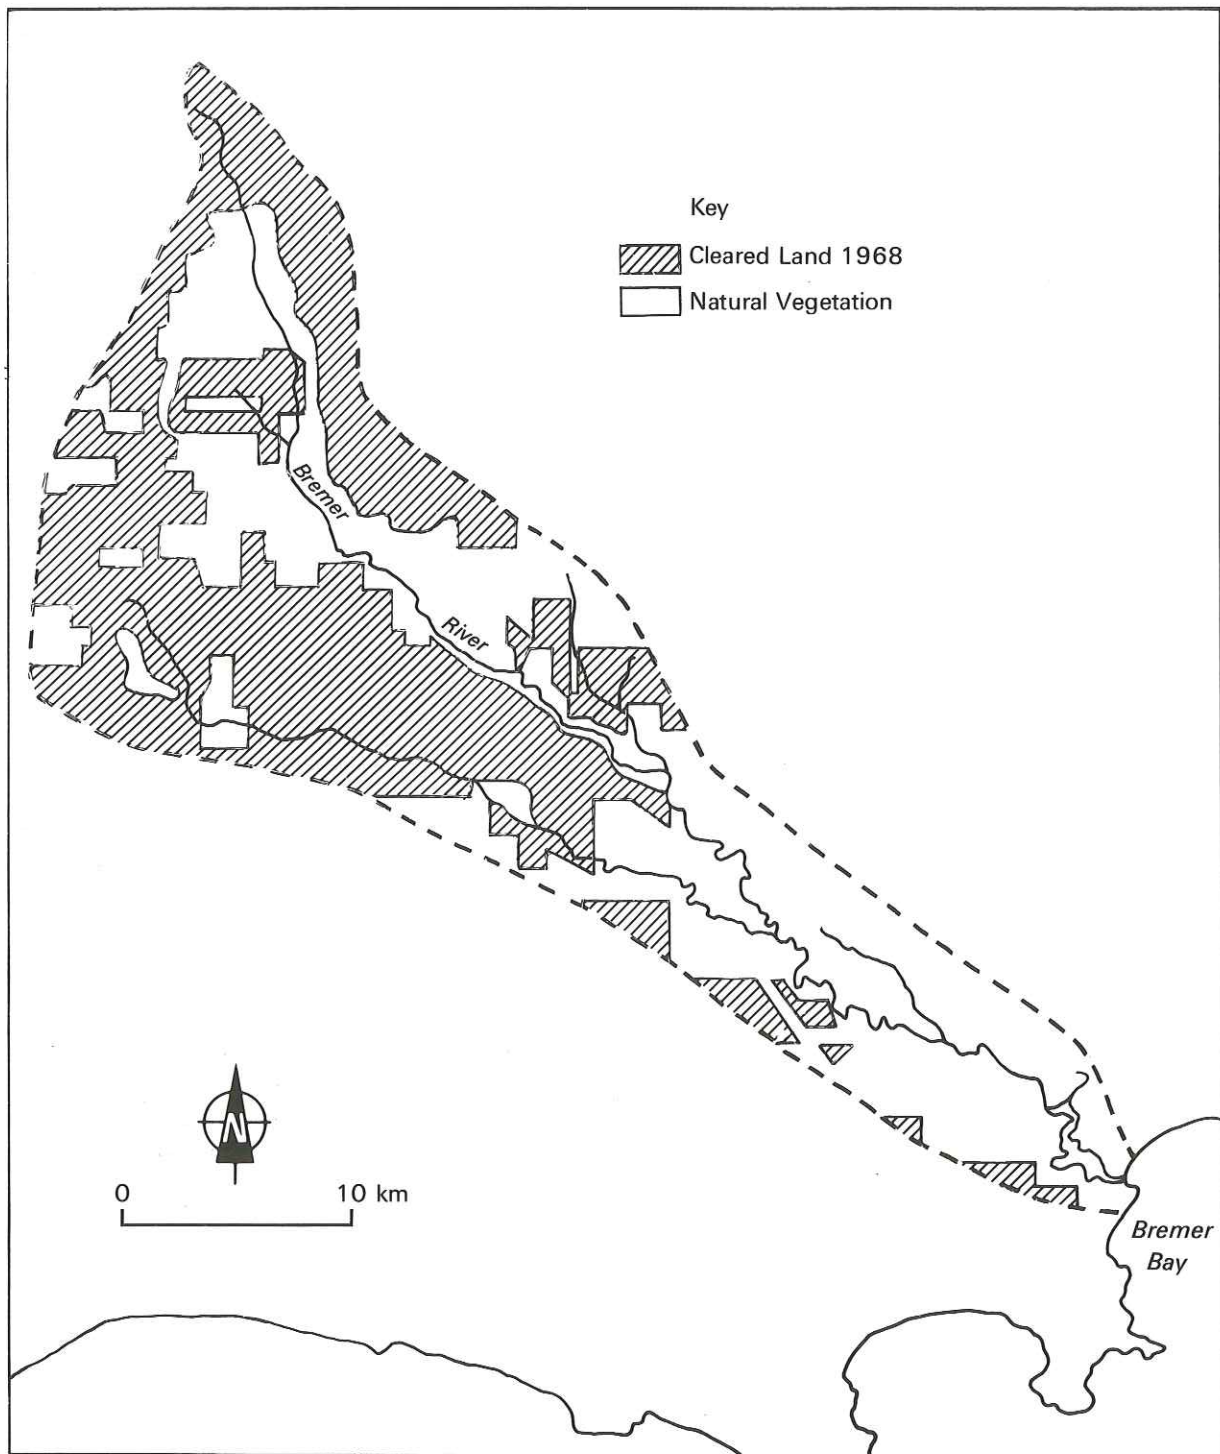 Key
Cleared Land 1968
Natural Vegetation
Bremer
River
N
0 10 km
Bremer
Bay